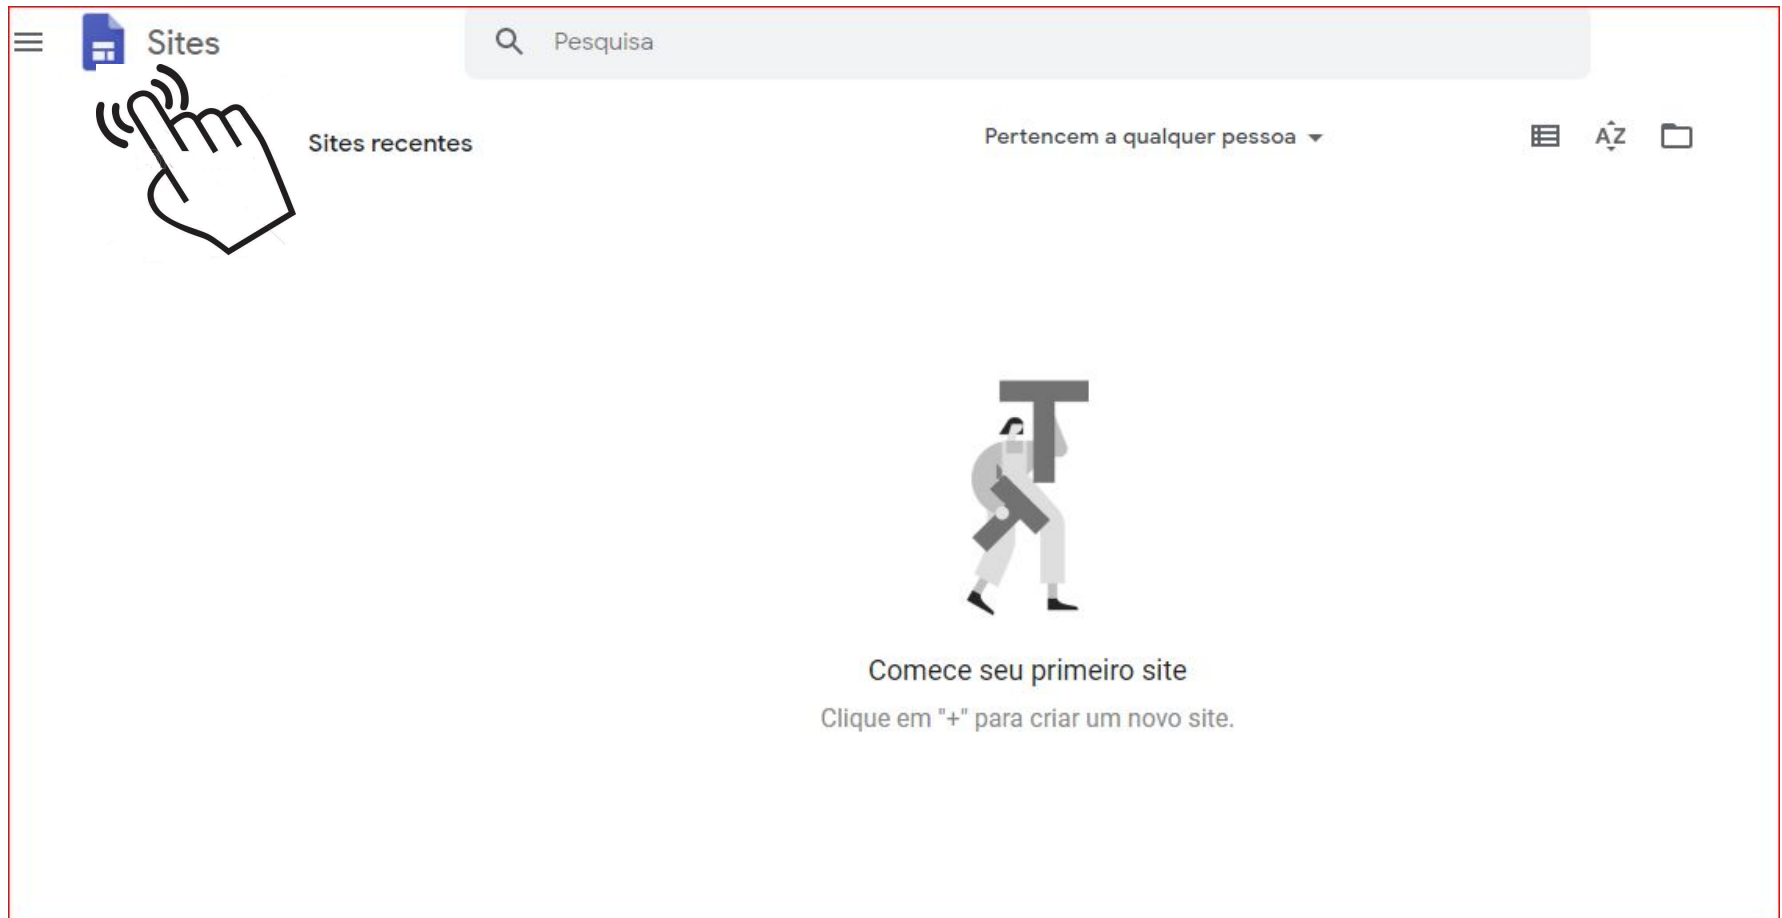 Sites
Pesquisa
Sites recentes
Pertencem a qualquer pessoa
AZ
Comece seu primeiro site
Clique em "+" para criar um novo site.